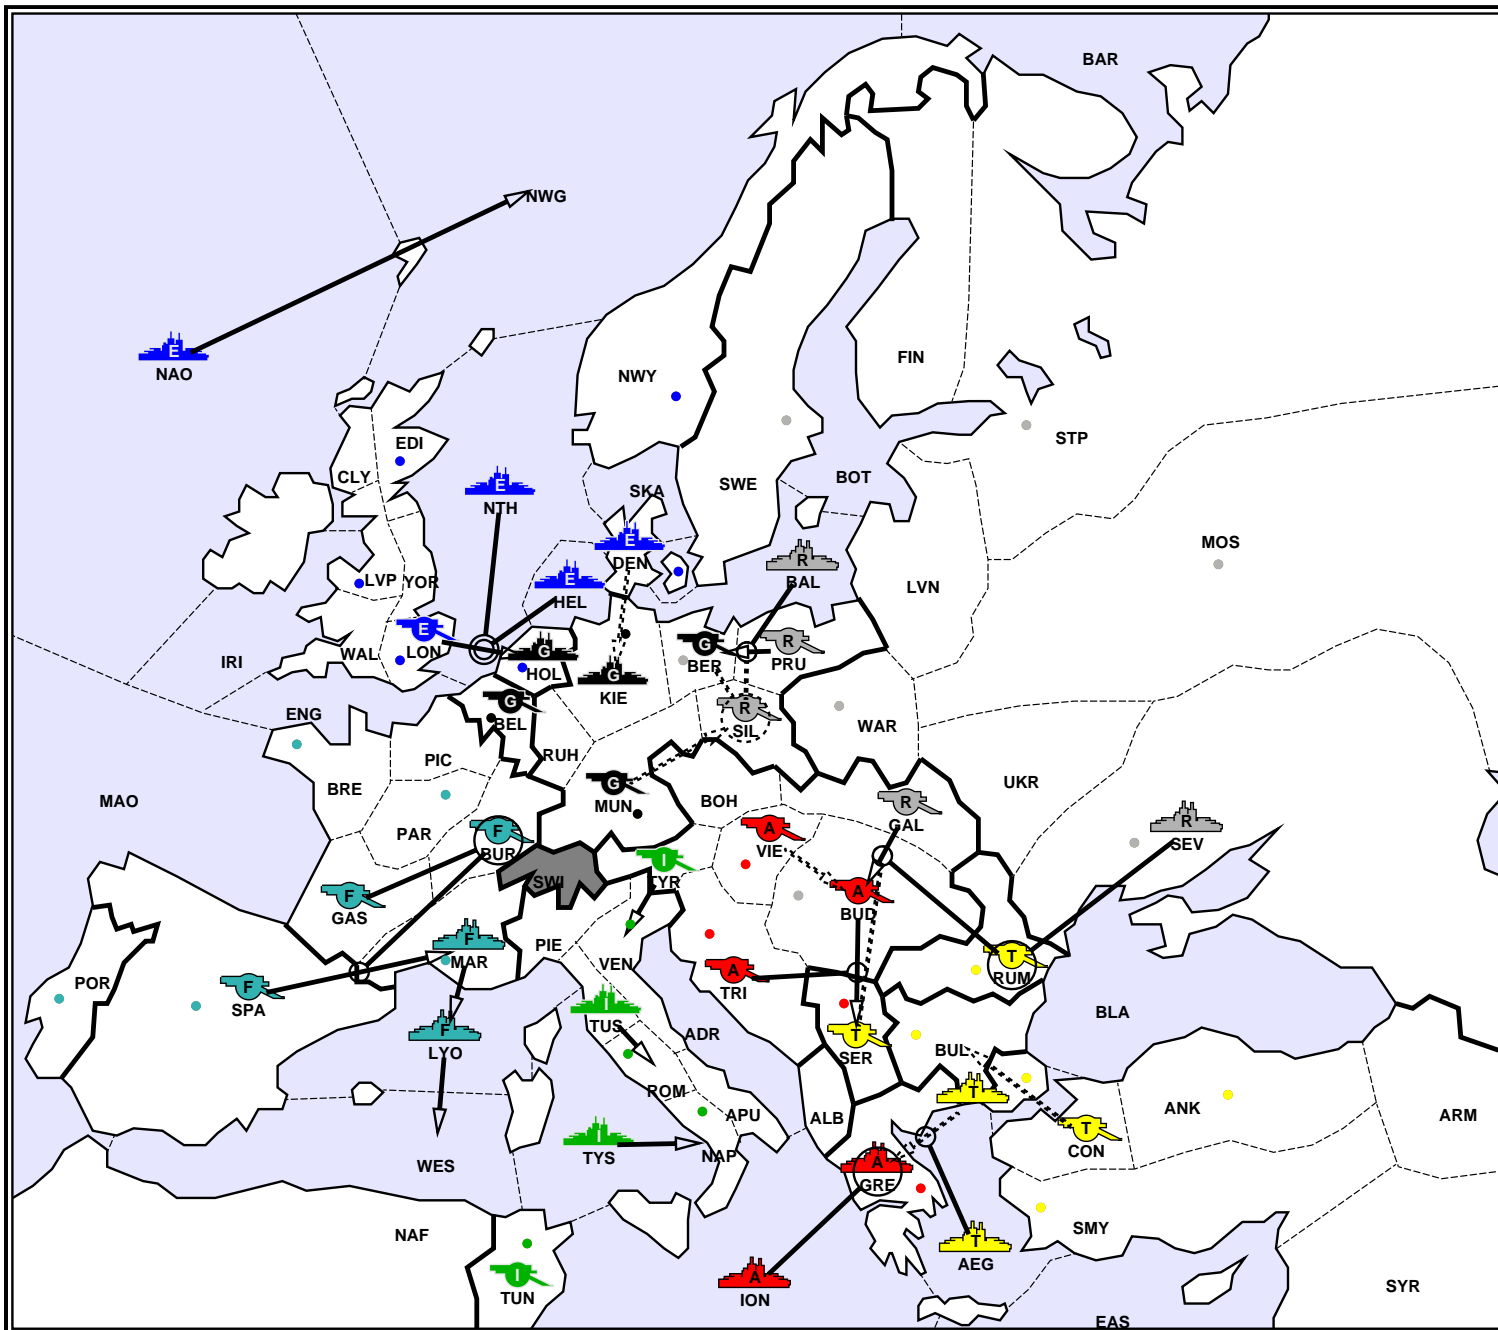 BAR
NWG
E
NAO
FIN
NWY
EDI
STP
CLY
E
NTH
SKA
SWE
BOT
E
DEN
R
BAL
MOS
LVP
YOR
E
HEL
LVN
IRI
WAL
E
LON
G
HOL
G
KIE
G
BER
R
PRU
ENG
G
BEL
R
SIL
WAR
PIC
RUH
BRE
MAO
G
MUN
BOH
UKR
PAR
F
BUR
A
VIE
R
GAL
R
SEV
SWI
I
TYR
F
GAS
A
BUD
F
MAR
PIE
VEN
A
TRI
T
RUM
POR
F
SPA
I
TUS
F
LYO
ADR
T
SER
BUL
BLA
ROM
T
APU
ALB
ANK
ARM
I
TYS
NAP
T
CON
WES
A
GRE
NAF
SMY
T
AEG
I
TUN
A
ION
SYR
EAS